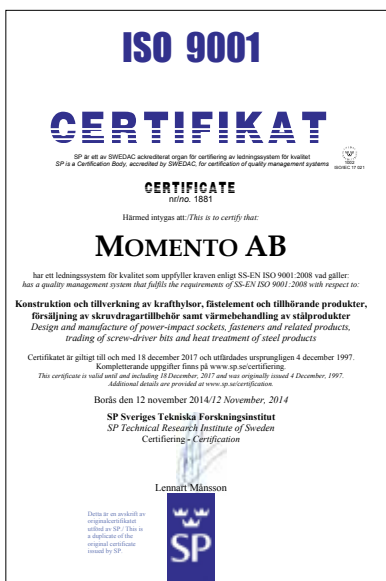 ISO 9001
CERTIFIKAT
SP är ett av SWEDAC ackrediterat organ för certifiering av ledningssystem för kvalitet
SP is a Certification Body, accredited by SWEDAC, for certification of quality management systems
1002
ISO/IEC 17 021
CERTIFICATE
nr/no. 1881
Härmed intygas att:/This is to certify that:
MOMENTO AB
har ett ledningssystem för kvalitet som uppfyller kraven enligt SS-EN ISO 9001:2008 vad gäller:
has a quality management system that fulfils the requirements of SS-EN ISO 9001:2008 with respect to:
Konstruktion och tillverkning av krafthylsor, fästelement och tillhörande produkter,
försäljning av skruvdragartillbehör samt värmebehandling av stålprodukter
Design and manufacture of power-impact sockets, fasteners and related products,
trading of screw-driver bits and heat treatment of steel products
Certifikatet är giltigt till och med 18 december 2017 och utfärdades ursprungligen 4 december 1997.
Kompletterande uppgifter finns på www.sp.se/certifiering.
This certificate is valid until and including 18 December, 2017 and was originally issued 4 December, 1997.
Additional details are provided at www.sp.se/certification.
Borås den 12 november 2014/12 November, 2014
SP Sveriges Tekniska Forskningsinstitut
SP Technical Research Institute of Sweden
Certifiering - Certification
Lennart Månsson
Detta är en avskrift av
originalcertifikatet
utförd av SP / This is
a duplicate of the
original certificate
issued by SP.
SP